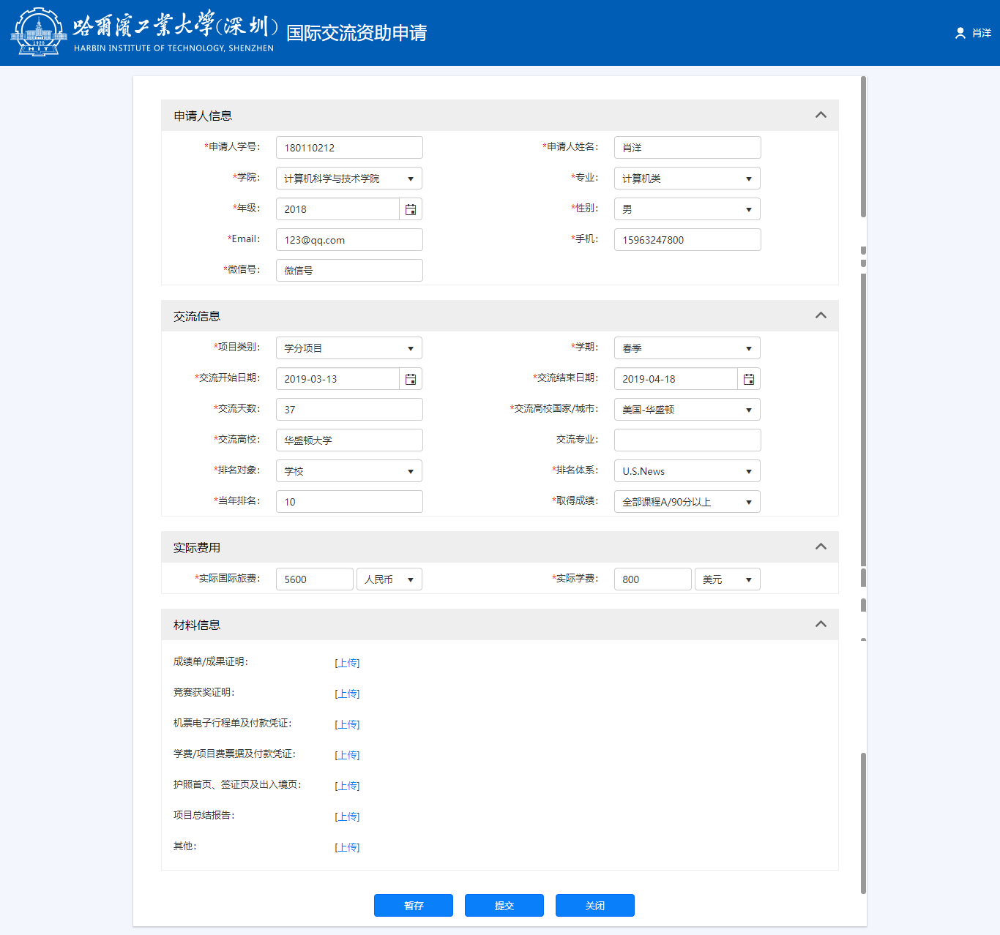 哈爾濱工業大學(深圳) 国际交流资助申请
HARBIN INSTITUTE OF TECHNOLOGY, SHENZHEN
1920
HIT
肖洋
申请人信息
*申请人学号: 180110212 *申请人姓名: 肖洋
*学院: 计算机科学与技术学院 *专业: 计算机类
*年级: 2018 *性别: 男
*Email: 123@qq.com *手机: 15963247800
*微信号: 微信号
交流信息
*项目类别: 学分项目 *学期: 春季
*交流开始日期: 2019-03-13 *交流结束日期: 2019-04-18
*交流天数: 37 *交流高校国家/城市: 美国-华盛顿
*交流高校: 华盛顿大学 交流专业:
*排名对象: 学校 *排名体系: U.S.News
*当年排名: 10 *取得成绩: 全部课程A/90分以上
实际费用
*实际国际旅费: 5600 人民币 *实际学费: 800 美元
材料信息
成绩单/成果证明: [上传]
竞赛获奖证明: [上传]
机票电子行程单及付款凭证: [上传]
学费/项目费票据及付款凭证: [上传]
护照首页、签证页及出入境页: [上传]
项目总结报告: [上传]
其他: [上传]
暂存 提交 关闭